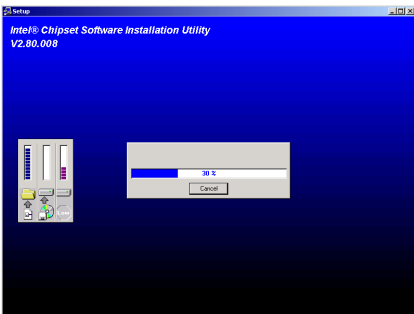 Setup
Intel® Chipset Software Installation Utility
V2.80.008
30 %
Cancel